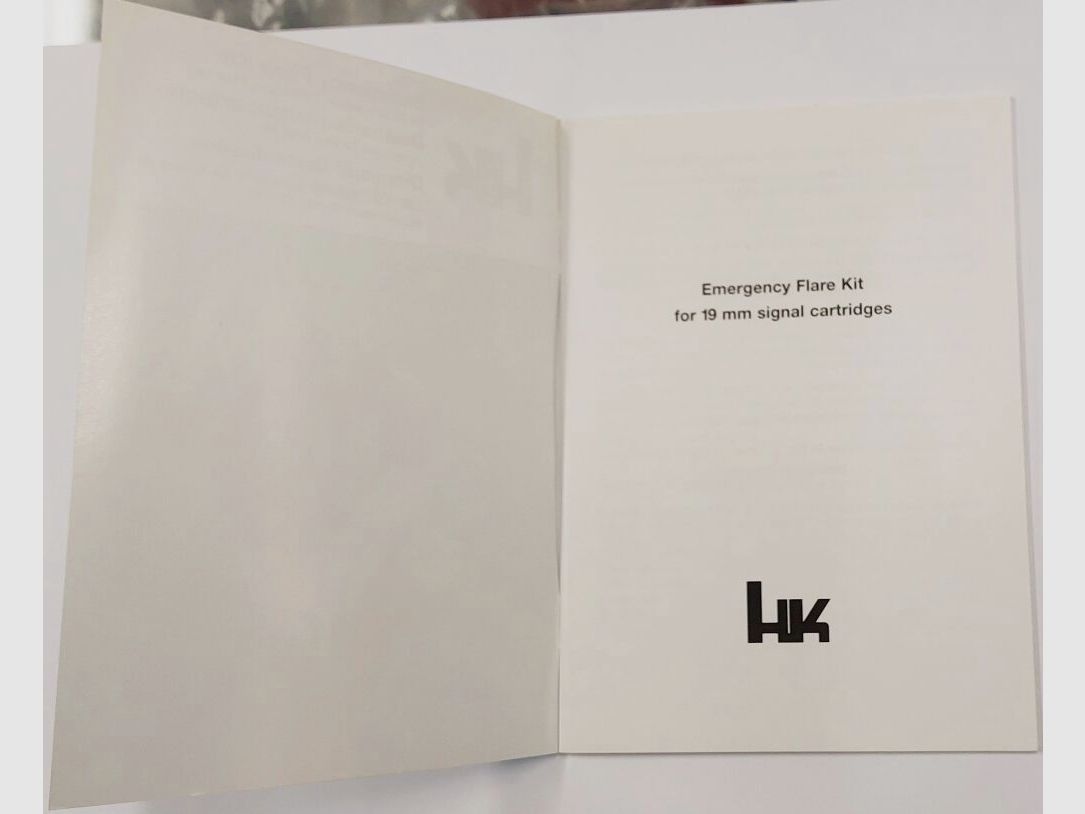 Emergency Flare Kit
for 19 mm signal cartridges
HK